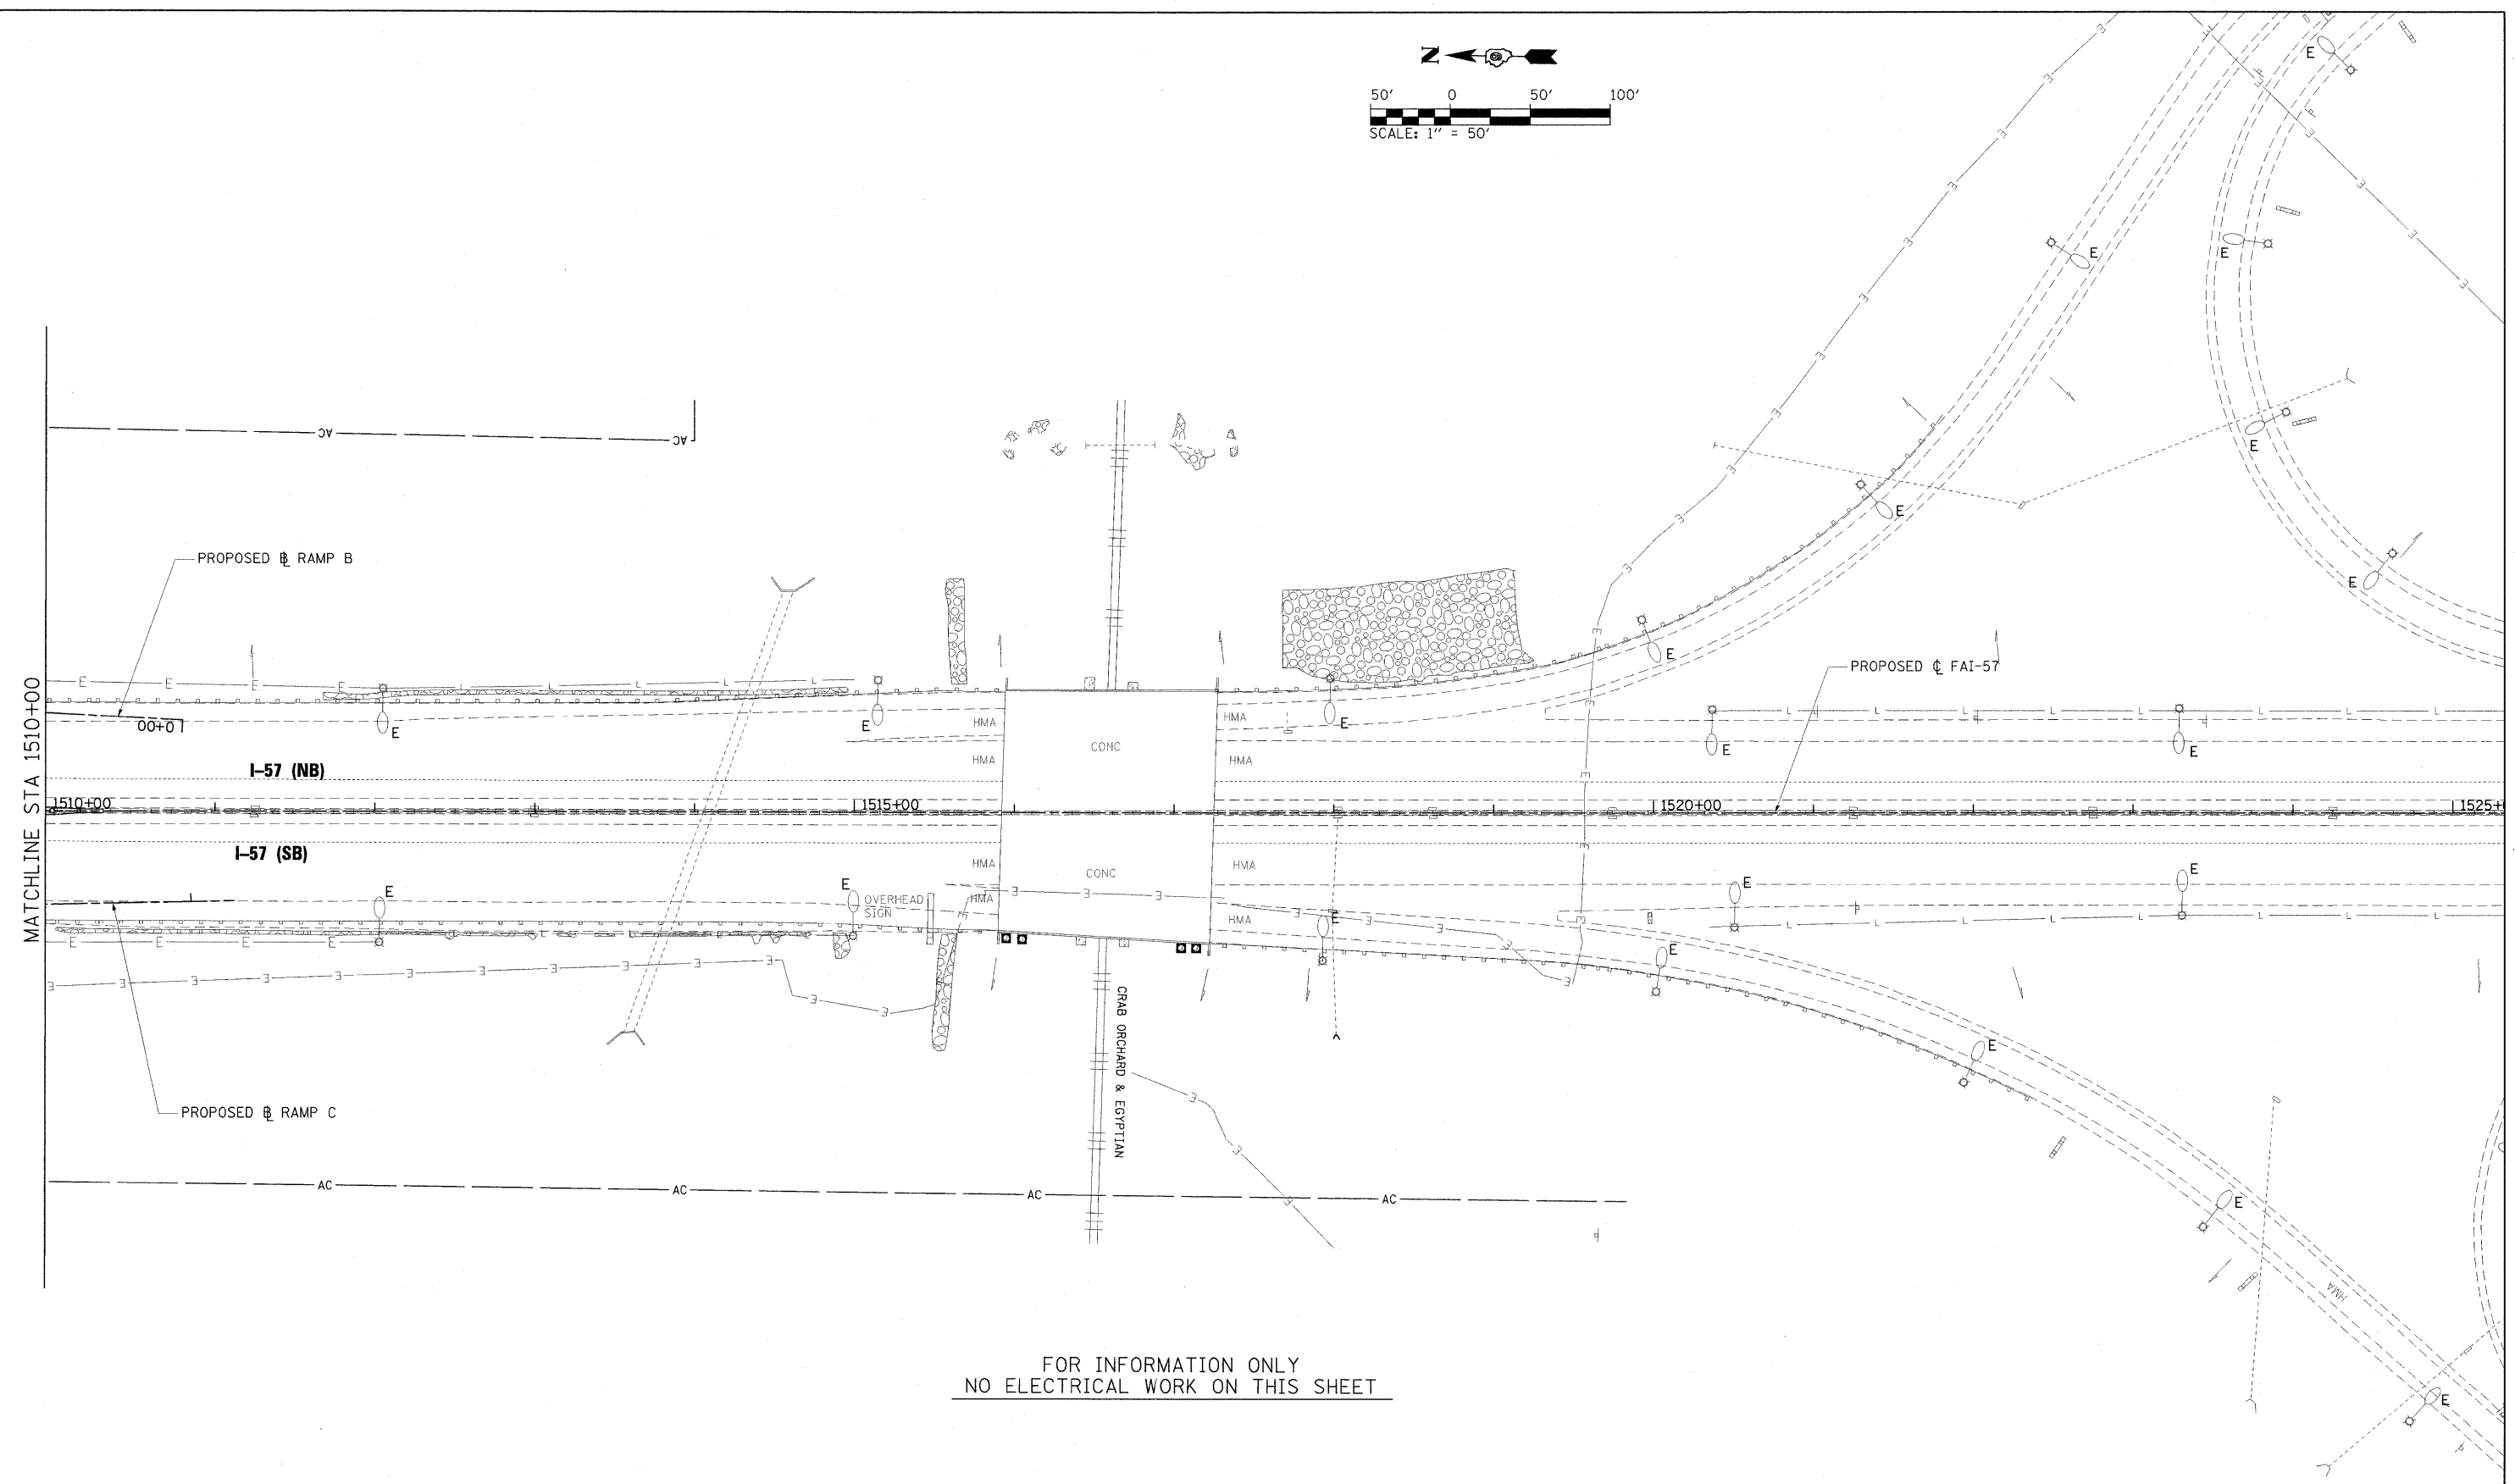 N
50' 0 50' 100'
SCALE: 1" = 50'
E
E
E
E
E
E
E
E
AC AC
PROPOSED ℄ RAMP B
PROPOSED ℄ FAI-57
E E E E L L L L
E E E E E
L L L L L L L L
0+00
HMA HMA
CONC
HMA HMA
I-57 (NB)
MATCHLINE STA 1510+00
1510+00 1515+00 1520+00 1525+
I-57 (SB)
HMA HMA
CONC
E E E E E E
OVERHEAD
SIGN
HMA HMA
L L L L L L L L
E E E E
E
E E E E E E E E E E E E E
E
CRAB ORCHARD & EGYPTIAN
PROPOSED ℄ RAMP C
AC AC AC AC
E
HMA
E
FOR INFORMATION ONLY
NO ELECTRICAL WORK ON THIS SHEET